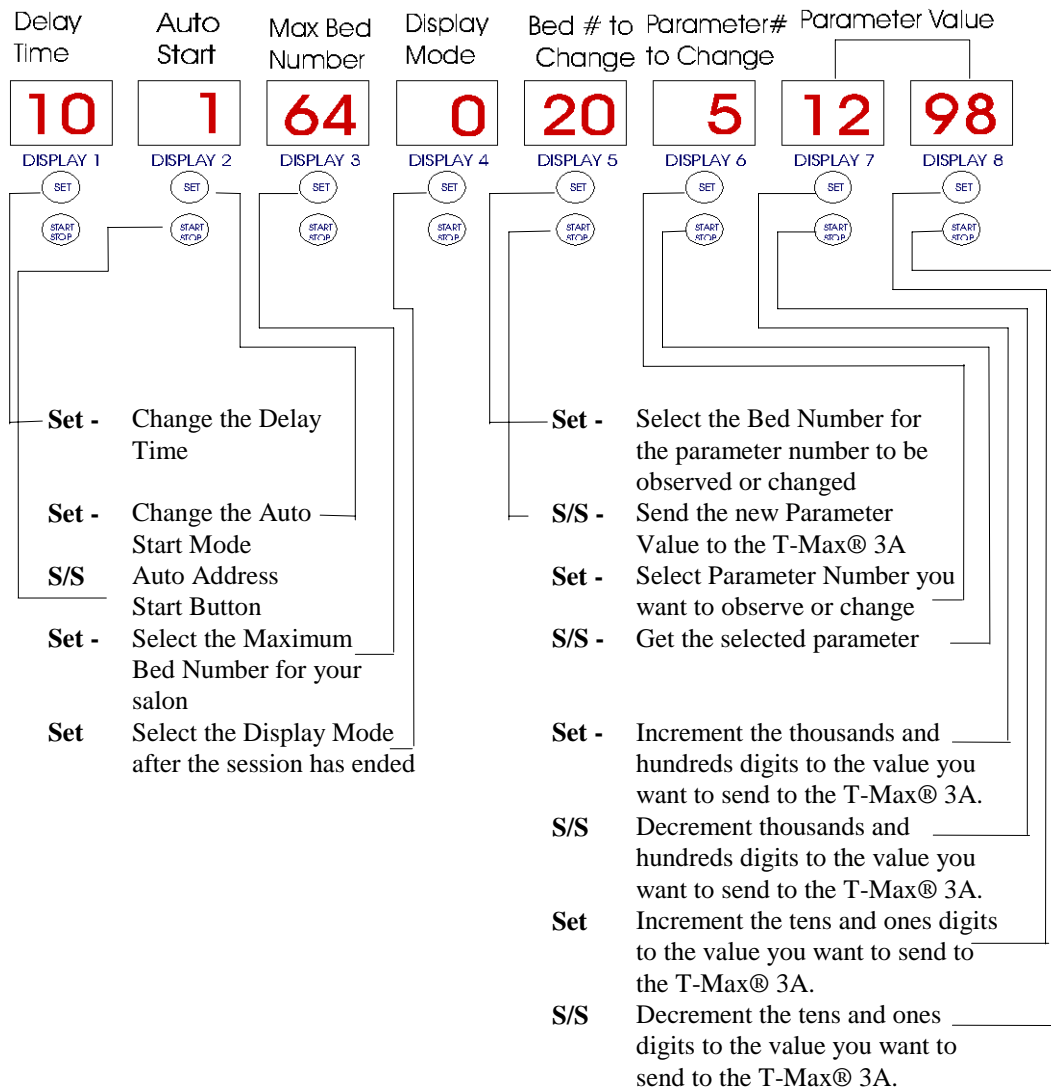 Delay Time
Auto Start
Max Bed Number
Display Mode
Bed # to Change
Parameter# to Change
Parameter Value
10 1 64 0 20 5 12 98
DISPLAY 1 DISPLAY 2 DISPLAY 3 DISPLAY 4 DISPLAY 5 DISPLAY 6 DISPLAY 7 DISPLAY 8
SET SET SET SET SET SET SET SET
START STOP START STOP START STOP START STOP START STOP START STOP START STOP START STOP
Set - Change the Delay
Time
Set - Change the Auto
Start Mode
S/S Auto Address
Start Button
Set - Select the Maximum
Bed Number for your
salon
Set Select the Display Mode
after the session has ended
Set - Select the Bed Number for
the parameter number to be
observed or changed
S/S - Send the new Parameter
Value to the T-Max® 3A
Set - Select Parameter Number you
want to observe or change
S/S - Get the selected parameter
Set - Increment the thousands and
hundreds digits to the value you
want to send to the T-Max® 3A.
S/S Decrement thousands and
hundreds digits to the value you
want to send to the T-Max® 3A.
Set Increment the tens and ones digits
to the value you want to send to
the T-Max® 3A.
S/S Decrement the tens and ones
digits to the value you want to
send to the T-Max® 3A.